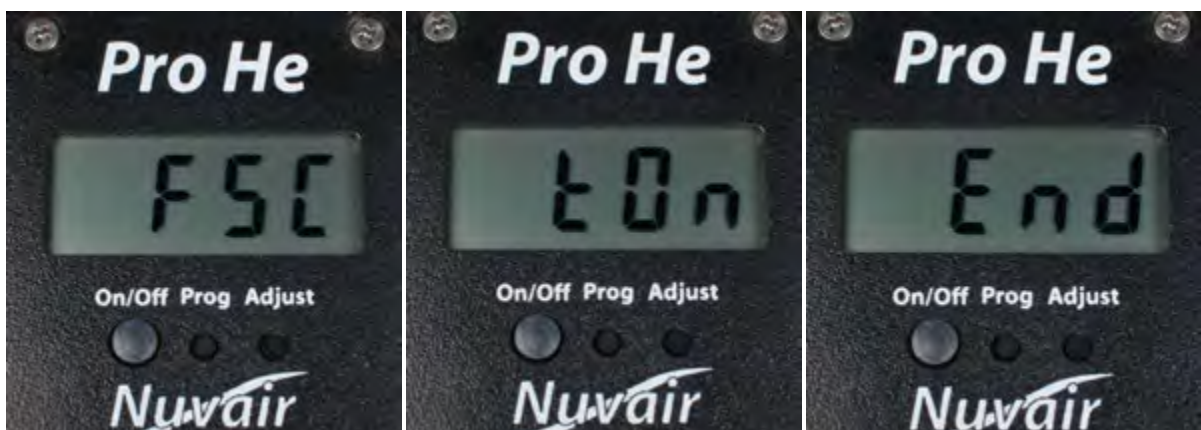 Pro He
FSC
On/Off Prog Adjust
Nuvair
Pro He
tOn
On/Off Prog Adjust
Nuvair
Pro He
End
On/Off Prog Adjust
Nuvair